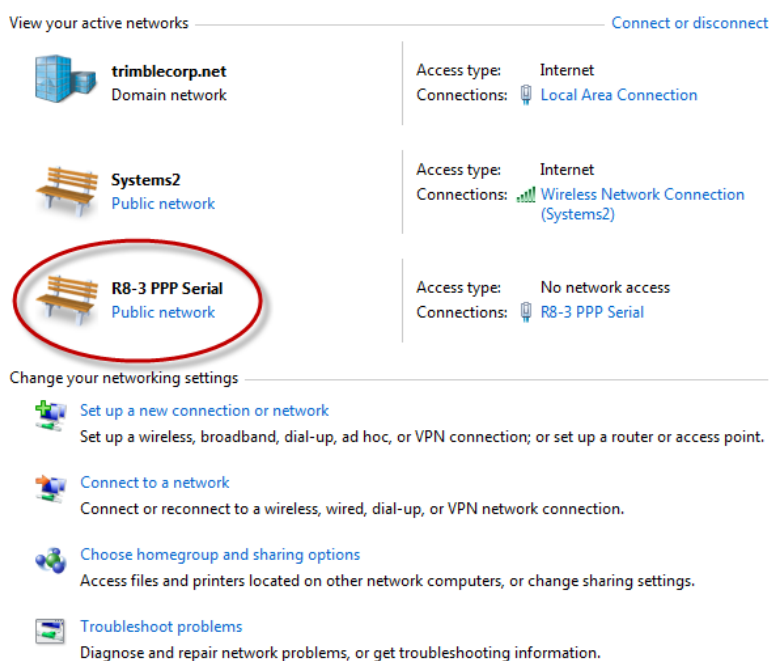 View your active networks
Connect or disconnect
trimblecorp.net
Domain network
Access type: Internet
Connections: Local Area Connection
Systems2
Public network
Access type: Internet
Connections: Wireless Network Connection
(Systems2)
R8-3 PPP Serial
Public network
Access type: No network access
Connections: R8-3 PPP Serial
Change your networking settings
Set up a new connection or network
Set up a wireless, broadband, dial-up, ad hoc, or VPN connection; or set up a router or access point.
Connect to a network
Connect or reconnect to a wireless, wired, dial-up, or VPN network connection.
Choose homegroup and sharing options
Access files and printers located on other network computers, or change sharing settings.
Troubleshoot problems
Diagnose and repair network problems, or get troubleshooting information.